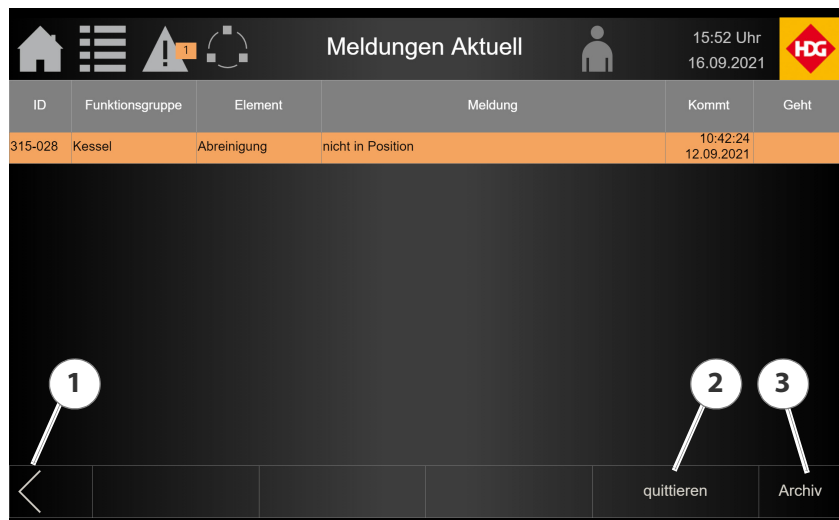 1
Meldungen Aktuell
15:52 Uhr
16.09.2021
HDG
ID Funktionsgruppe Element Meldung Kommt Geht
315-028 Kessel Abreinigung nicht in Position 10:42:24
12.09.2021
1 2 3
quittieren Archiv